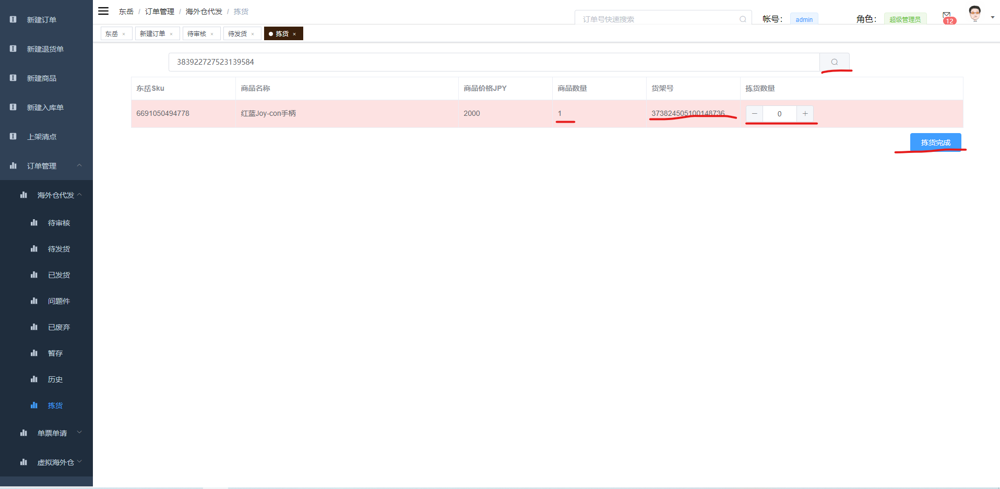 新建订单
新建退货单
新建商品
新建入库单
上架清点
订单管理
海外仓代发
待审核
待发货
已发货
问题件
已废弃
暂存
历史
拣货
单票单请
虚拟海外仓
东岳 / 订单管理 / 海外仓代发 / 拣货
订单号快速搜索 帐号： admin 角色： 超级管理员 12
东岳 × 新建订单 × 待审核 × 待发货 × 拣货 ×
383922727523139584
东岳Sku 商品名称 商品价格JPY 商品数量 货架号 拣货数量
6691050494778 红蓝Joy-con手柄 2000 1 373824505100148736 − 0 +
拣货完成